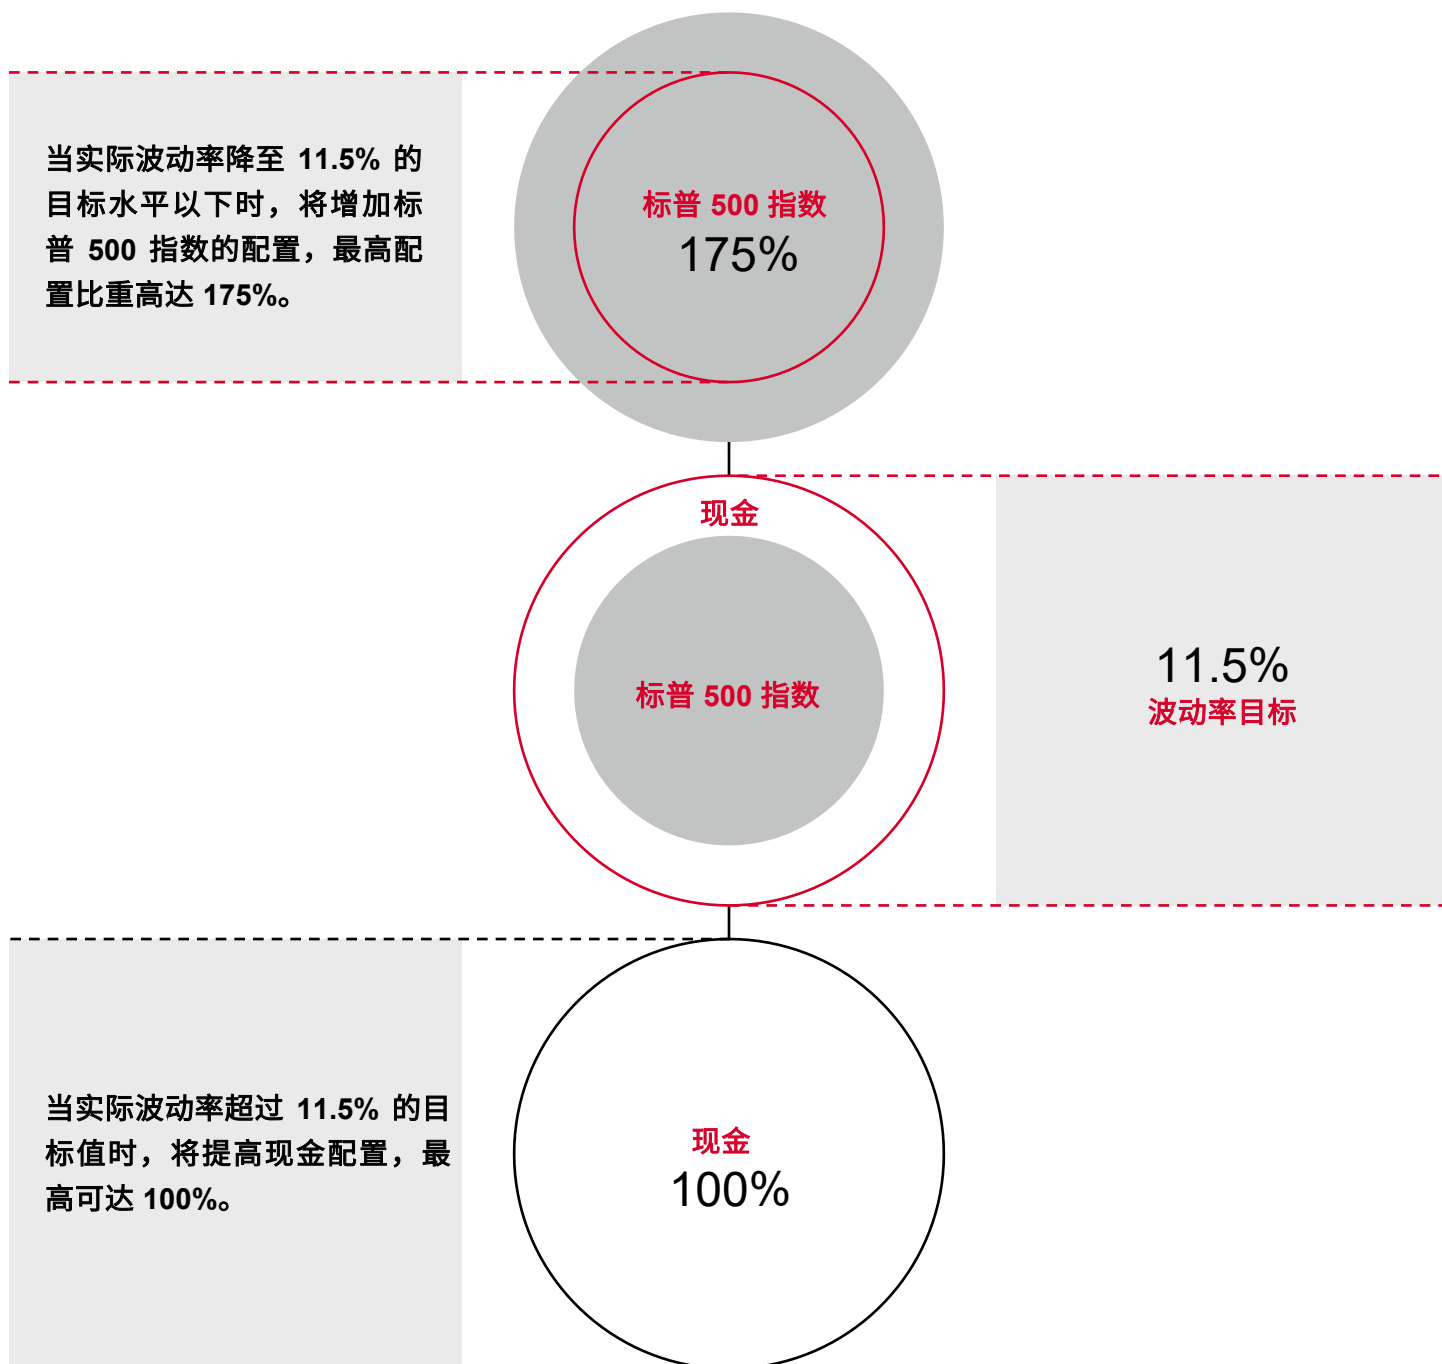 当实际波动率降至 11.5% 的
目标水平以下时，将增加标
普 500 指数的配置，最高配
置比重高达 175%。
标普 500 指数
175%
现金
标普 500 指数
11.5%
波动率目标
当实际波动率超过 11.5% 的目
标值时，将提高现金配置，最
高可达 100%。
现金
100%